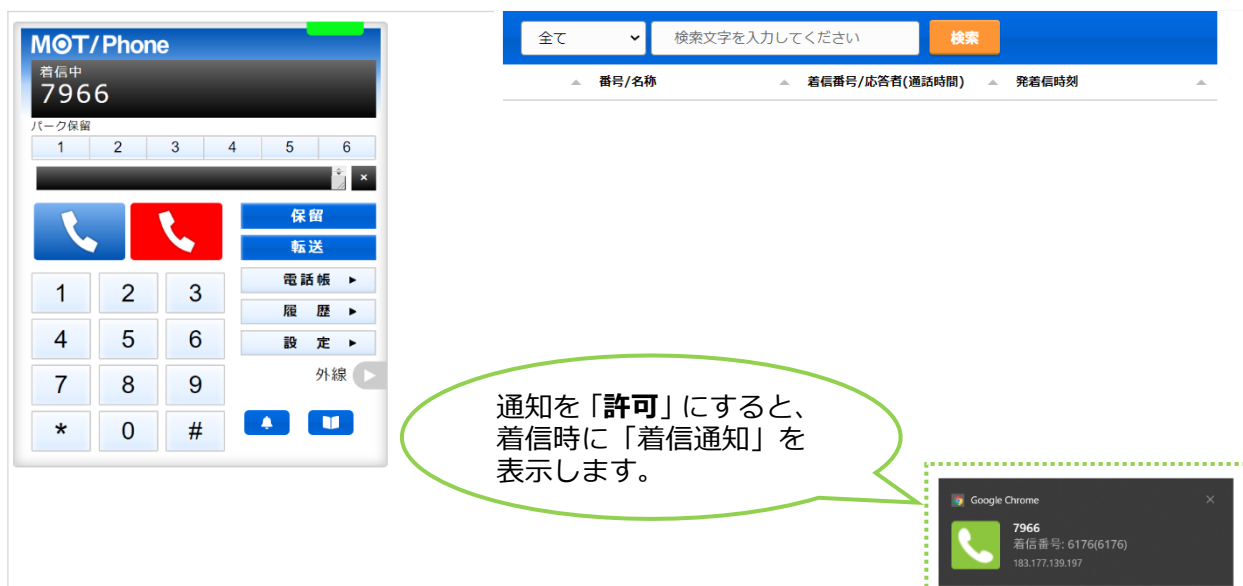 MOT/Phone
着信中
7966
パーク保留
1 2 3 4 5 6
×
保留
転送
1 2 3
電話帳 ►
履 歴 ►
4 5 6
設 定 ►
7 8 9
外線
* 0 #
全て
検索文字を入力してください
検索
番号/名称
着信番号/応答者(通話時間)
発着信時刻
通知を「許可」にすると、
着信時に「着信通知」を
表示します。
Google Chrome
×
7966
着信番号: 6176(6176)
183.177.139.197